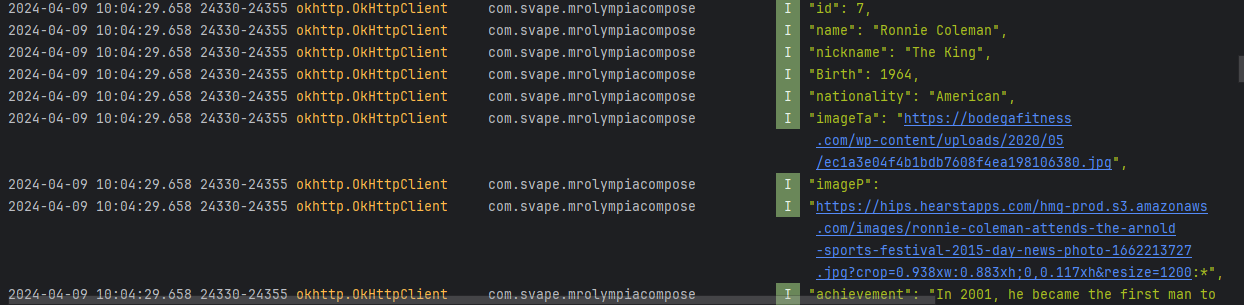 2024-04-09 10:04:29.658 24330-24355 okhttp.OkHttpClient com.svape.mrolympiacompose I "id": 7,
2024-04-09 10:04:29.658 24330-24355 okhttp.OkHttpClient com.svape.mrolympiacompose I "name": "Ronnie Coleman",
2024-04-09 10:04:29.658 24330-24355 okhttp.OkHttpClient com.svape.mrolympiacompose I "nickname": "The King",
2024-04-09 10:04:29.658 24330-24355 okhttp.OkHttpClient com.svape.mrolympiacompose I "Birth": 1964,
2024-04-09 10:04:29.658 24330-24355 okhttp.OkHttpClient com.svape.mrolympiacompose I "nationality": "American",
2024-04-09 10:04:29.658 24330-24355 okhttp.OkHttpClient com.svape.mrolympiacompose I "imageTa": "https://bodegafitness
.com/wp-content/uploads/2020/05
/ec1a3e04f4b1bdb7608f4ea198106380.jpg",
2024-04-09 10:04:29.658 24330-24355 okhttp.OkHttpClient com.svape.mrolympiacompose I "imageP":
2024-04-09 10:04:29.658 24330-24355 okhttp.OkHttpClient com.svape.mrolympiacompose I "https://hips.hearstapps.com/hmg-prod.s3.amazonaws
.com/images/ronnie-coleman-attends-the-arnold
-sports-festival-2015-day-news-photo-1662213727
.jpg?crop=0.938xw:0.883xh;0,0.117xh&resize=1200:*",
2024-04-09 10:04:29.658 24330-24355 okhttp.OkHttpClient com.svape.mrolympiacompose I "achievement": "In 2001, he became the first man to